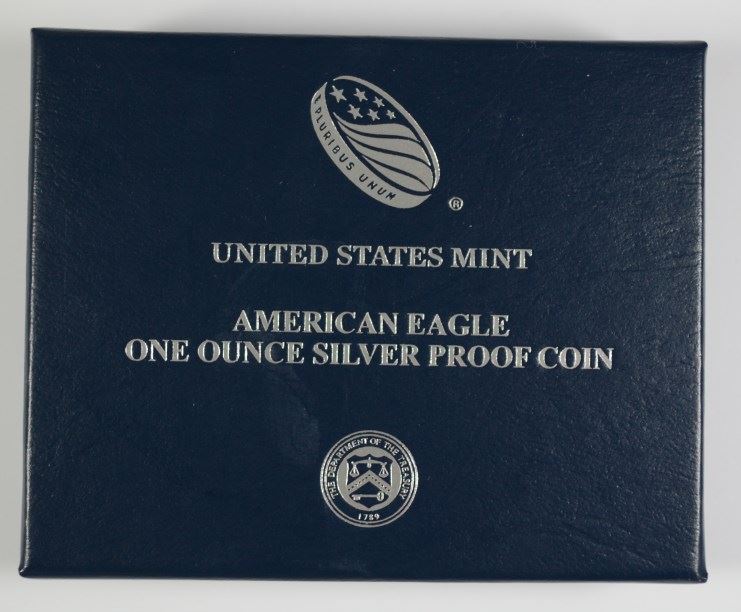 E PLURIBUS UNUM
®
UNITED STATES MINT
AMERICAN EAGLE
ONE OUNCE SILVER PROOF COIN
THE DEPARTMENT OF THE TREASURY
1789